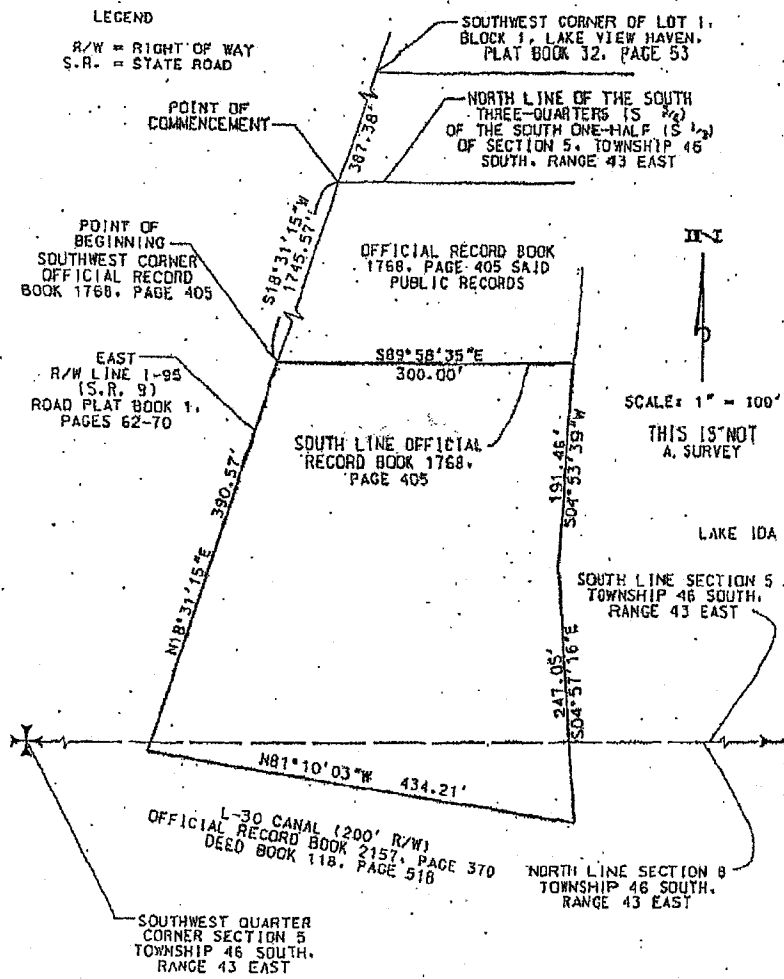 LEGEND
R/W = RIGHT OF WAY
S.R. = STATE ROAD
SOUTHWEST CORNER OF LOT 1,
BLOCK 1, LAKE VIEW HAVEN,
PLAT BOOK 32, PAGE 53
POINT OF
COMMENCEMENT
387.38'
NORTH LINE OF THE SOUTH
THREE-QUARTERS (S 3/4)
OF THE SOUTH ONE-HALF (S 1/2)
OF SECTION 5, TOWNSHIP 46
SOUTH, RANGE 43 EAST
S18°31'15"W
1745.57'
POINT OF
BEGINNING
SOUTHWEST CORNER
OFFICIAL RECORD
BOOK 1768, PAGE 405
OFFICIAL RECORD BOOK
1768, PAGE 405 SAID
PUBLIC RECORDS
N
EAST
R/W LINE I-95
(S.R. 9)
ROAD PLAT BOOK 1,
PAGES 62-70
S89°58'35"E
300.00'
SCALE: 1" = 100'
THIS IS NOT
A SURVEY
SOUTH LINE OFFICIAL
RECORD BOOK 1768,
PAGE 405
191.46'
S04°53'39"W
N18°31'15"E 390.57'
LAKE IDA
SOUTH LINE SECTION 5
TOWNSHIP 46 SOUTH,
RANGE 43 EAST
247.05'
S04°57'16"E
N81°10'03"W 434.21'
L-30 CANAL (200' R/W)
OFFICIAL RECORD BOOK 2157, PAGE 370
DEED BOOK 118, PAGE 518
NORTH LINE SECTION 8
TOWNSHIP 46 SOUTH,
RANGE 43 EAST
SOUTHWEST QUARTER
CORNER SECTION 5
TOWNSHIP 46 SOUTH,
RANGE 43 EAST